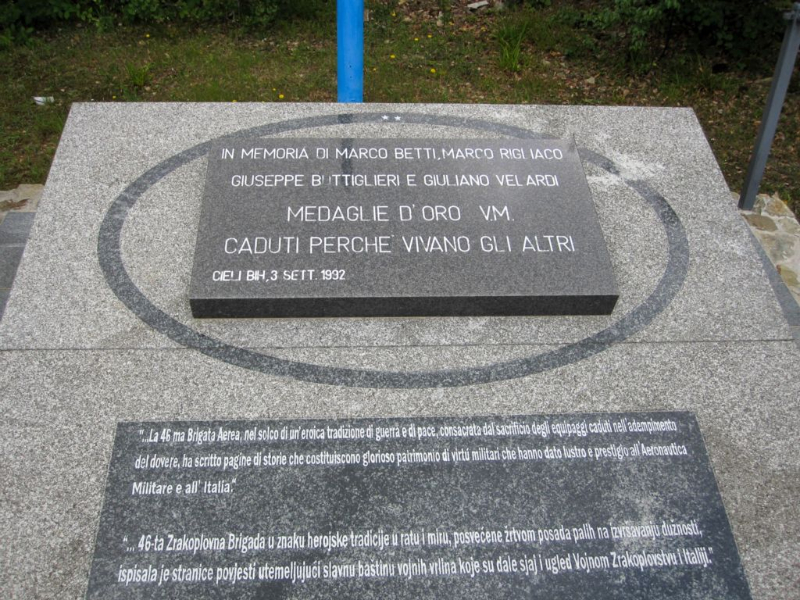 IN MEMORIA DI MARCO BETTI, MARCO RIGLIACO
GIUSEPPE BUTTIGLIERI E GIULIANO VELARDI
MEDAGLIE D'ORO V.M.
CADUTI PERCHE' VIVANO GLI ALTRI
CIELI BIH, 3 SETT. 1992
"...La 46 ma Brigata Aerea, nel solco di un'eroica tradizione di guerra e di pace, consacrata dal sacrificio degli equipaggi caduti nell'adempimento
del dovere, ha scritto pagine di storie che costituiscono glorioso patrimonio di virtú militari che hanno dato lustro e prestigio all'Aeronautica
Militare e all' Italia."
"... 46-ta Zrakoplovna Brigada u znaku herojske tradicije u ratu i miru, posvećene žrtvom posada palih na izvršavanju dužnosti,
ispisala je stranice povjesti utemeljujući slavnu baštinu vojnih vrlina koje su dale sjaj i ugled Vojnom Zrakoplovstvu i Italiji."